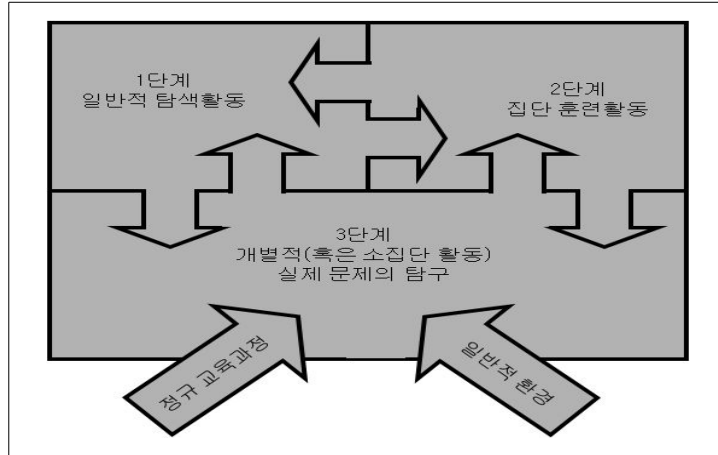 1단계
일반적 탐색활동
2단계
집단 훈련활동
3단계
개별적(혹은 소집단 활동)
실제 문제의 탐구
정규 교육과정
일반적 환경